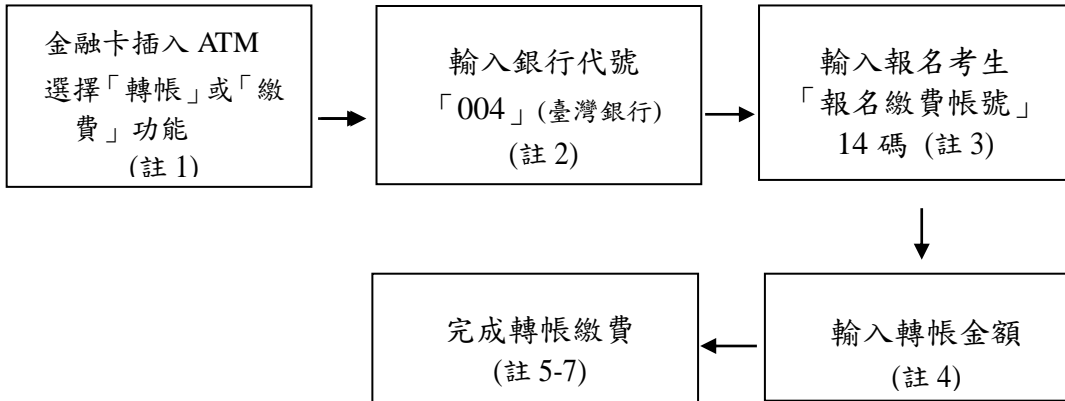 金融卡插入 ATM
選擇「轉帳」或「繳
費」功能
(註 1)
輸入銀行代號
「004」(臺灣銀行)
(註 2)
輸入報名考生
「報名繳費帳號」
14 碼 (註 3)
輸入轉帳金額
(註 4)
完成轉帳繳費
(註 5-7)